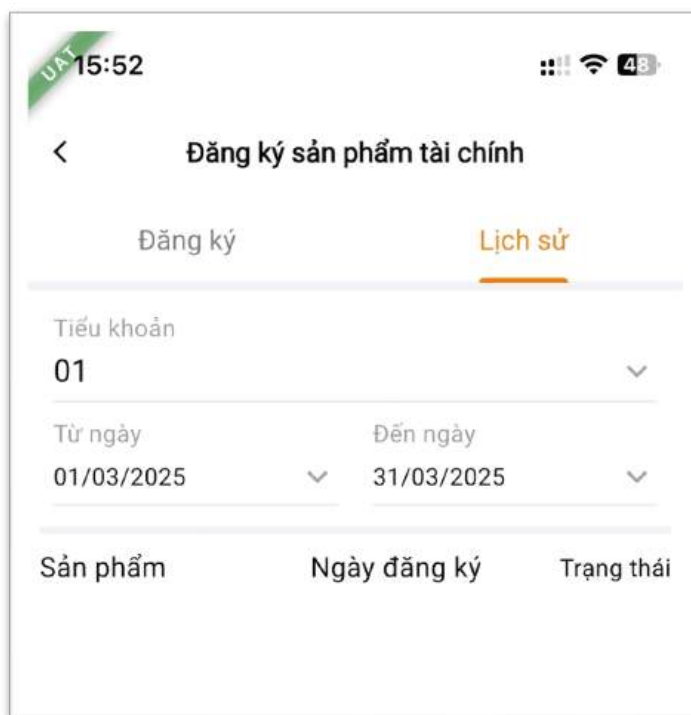 UAT
15:52
48
Đăng ký sản phẩm tài chính
Đăng ký Lịch sử
Tiểu khoản
01
Từ ngày Đến ngày
01/03/2025 31/03/2025
Sản phẩm Ngày đăng ký Trạng thái